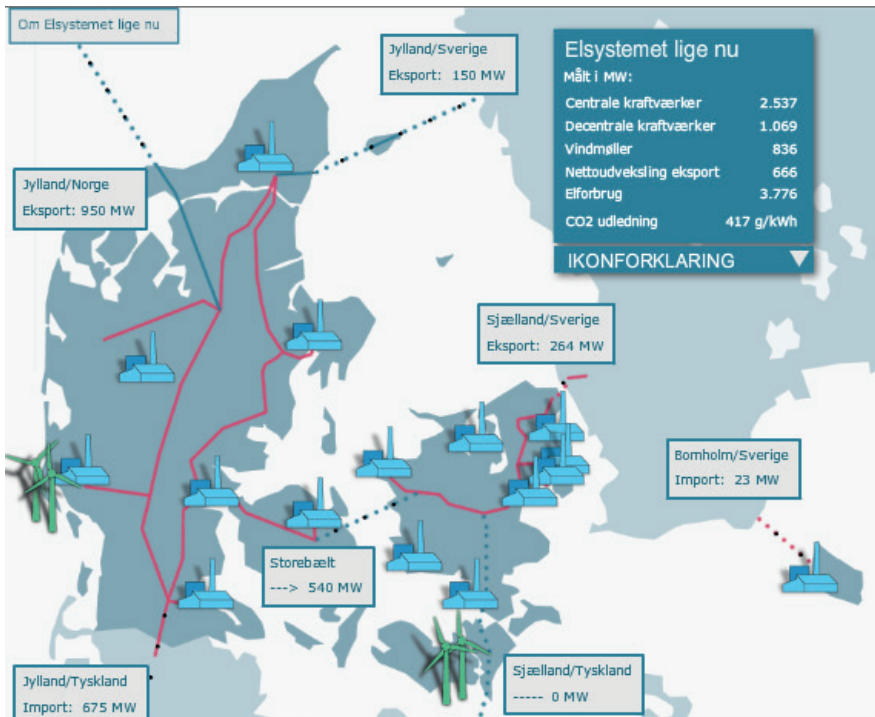 Om Elsystemet lige nu
Jylland/Sverige
Eksport: 150 MW
Elsystemet lige nu
Målt i MW:
Centrale kraftværker 2.537
Decentrale kraftværker 1.069
Vindmøller 836
Nettoudveksling eksport 666
Elforbrug 3.776
CO2 udledning 417 g/kWh
IKONFORKLARING
Jylland/Norge
Eksport: 950 MW
Sjælland/Sverige
Eksport: 264 MW
Bornholm/Sverige
Import: 23 MW
Storebælt
---> 540 MW
Jylland/Tyskland
Import: 675 MW
Sjælland/Tyskland
----- 0 MW